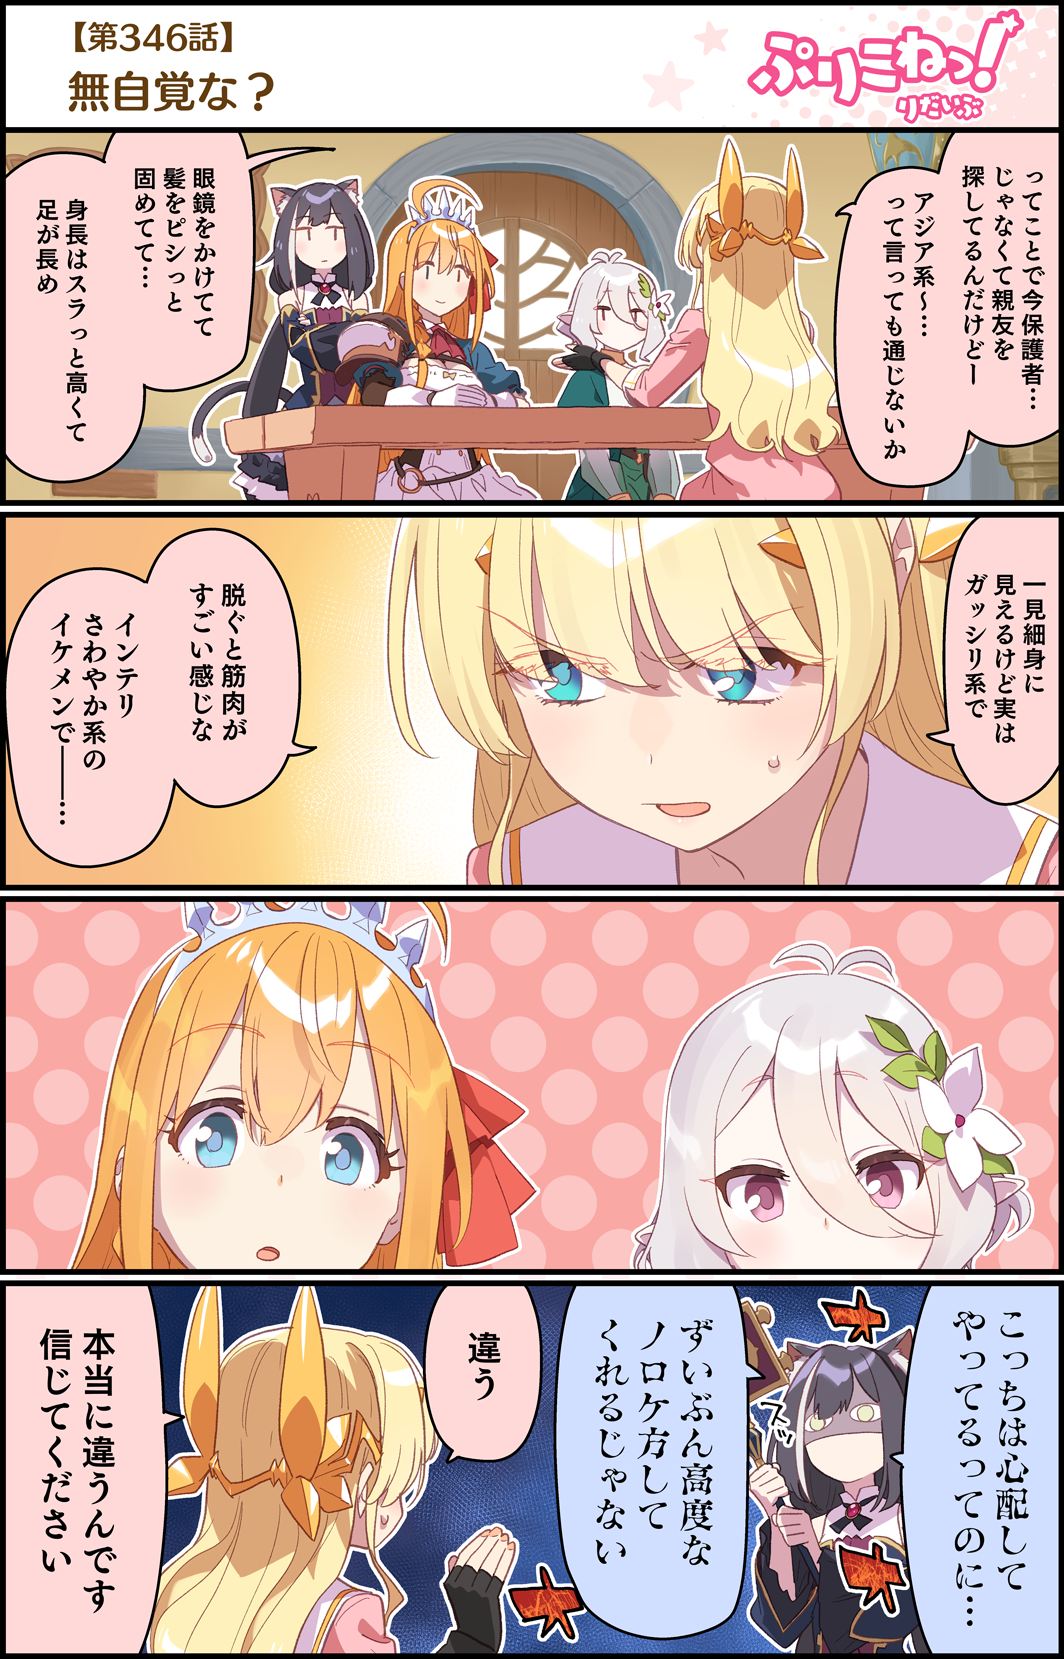 【第346話】
無自覚な？
ぷりこねっ！
りだいぶ
ってことで今保護者…
じゃなくて親友を
探してるんだけどー
アジア系〜…
って言っても通じないか
眼鏡をかけてて
髪をピシっと
固めてて…
身長はスラっと高くて
足が長め
一見細身に
見えるけど実は
ガッシリ系で
脱ぐと筋肉が
すごい感じな
インテリ
さわやか系の
イケメンで――…
こっちは心配して
やってるってのに…
ズッ
ずいぶん高度な
ノロケ方して
くれるじゃない
違う
本当に違うんです
信じてください